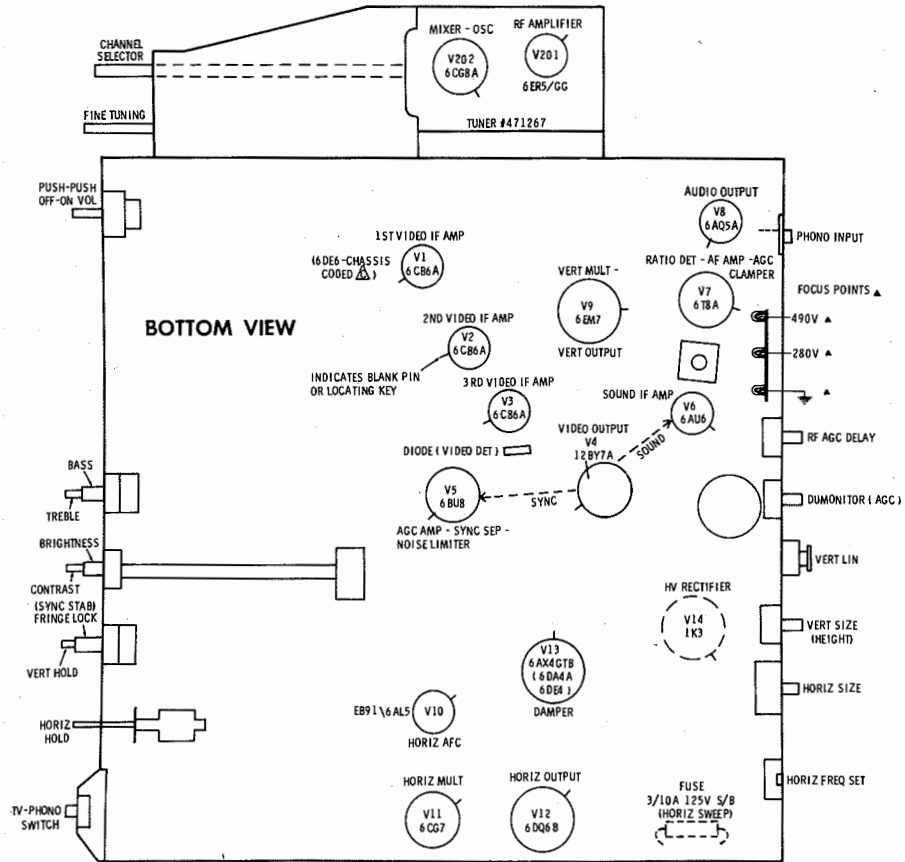 MIXER - OSC
RF AMPLIFIER
CHANNEL
SELECTOR
V202
6CG8A
V201
6ER5/GG
FINE TUNING
TUNER #471267
PUSH-PUSH
OFF-ON VOL
AUDIO OUTPUT
V8
6AQ5A
PHONO INPUT
1ST VIDEO IF AMP
(6DE6-CHASSIS
CODED 4)
V1
6CB6A
RATIO DET - AF AMP -AGC
CLAMPER
V7
6T8A
VERT MULT -
V9
6EM7
VERT OUTPUT
FOCUS POINTS ▲
490V ▲
280V ▲
▲
BOTTOM VIEW
2ND VIDEO IF AMP
V2
6CB6A
INDICATES BLANK PIN
OR LOCATING KEY
3RD VIDEO IF AMP
V3
6CB6A
SOUND IF AMP
V6
6AU6
VIDEO OUTPUT
V4
12BY7A
SOUND
RF AGC DELAY
DIODE (VIDEO DET)
BASS
TREBLE
V5
6BU8
SYNC
AGC AMP - SYNC SEP -
NOISE LIMITER
DUMONITOR (AGC)
BRIGHTNESS
CONTRAST
VERT LIN
(SYNC STAB)
FRINGE LOCK
VERT HOLD
HV RECTIFIER
V14
1K3
VERT SIZE
(HEIGHT)
V13
6AX4GTB
(6DA4A
6DE4)
DAMPER
HORIZ SIZE
EB91\6AL5
V10
HORIZ AFC
HORIZ
HOLD
HORIZ MULT
V11
6CG7
HORIZ OUTPUT
V12
6DQ6B
FUSE
3/10A 125V S/B
(HORIZ SWEEP)
HORIZ FREQ SET
TV-PHONO
SWITCH